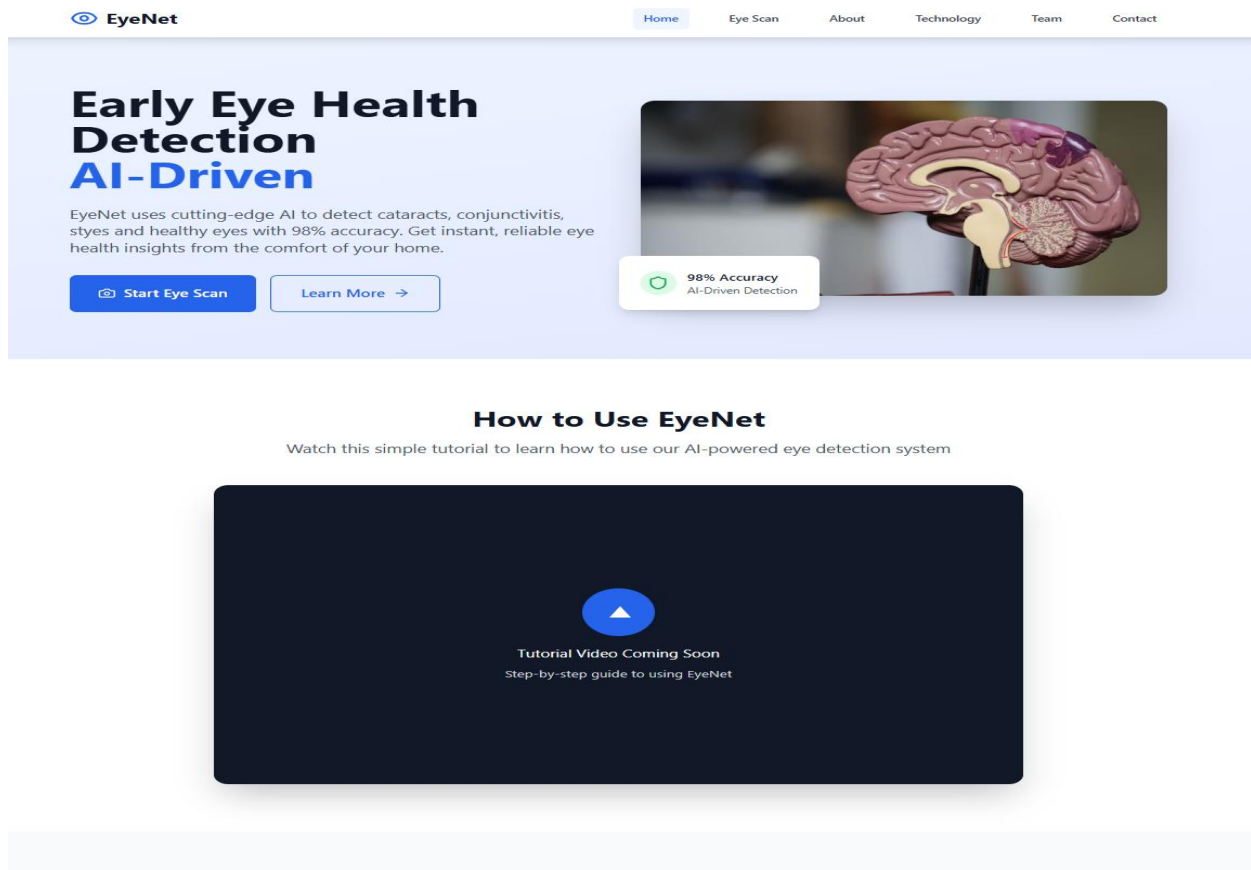 EyeNet
Home
Eye Scan
About
Technology
Team
Contact
Early Eye Health
Detection
AI-Driven
EyeNet uses cutting-edge AI to detect cataracts, conjunctivitis,
styes and healthy eyes with 98% accuracy. Get instant, reliable eye
health insights from the comfort of your home.
Start Eye Scan
Learn More →
98% Accuracy
AI-Driven Detection
How to Use EyeNet
Watch this simple tutorial to learn how to use our AI-powered eye detection system
Tutorial Video Coming Soon
Step-by-step guide to using EyeNet